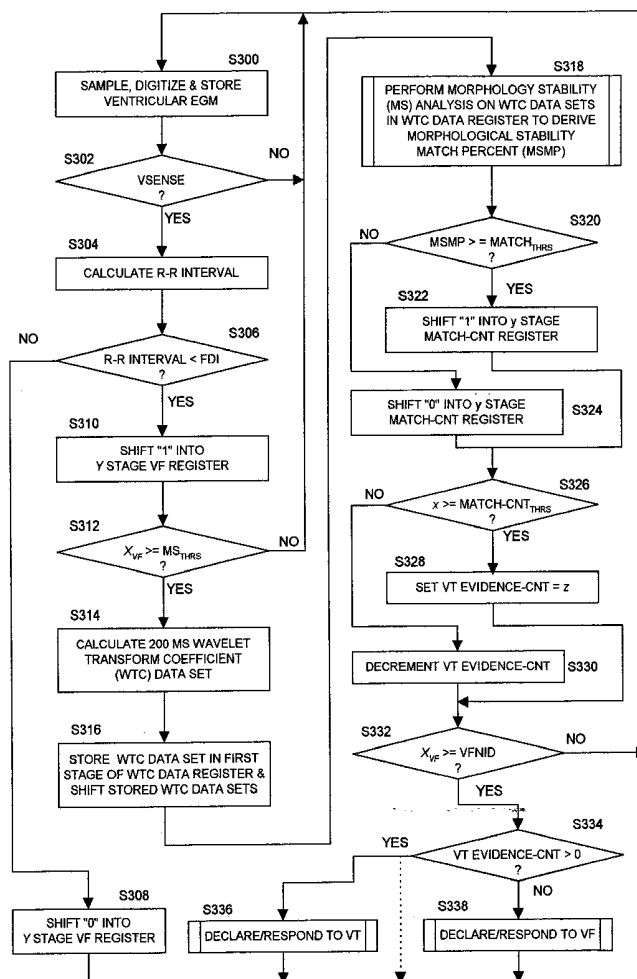 S300
SAMPLE, DIGITIZE & STORE
VENTRICULAR EGM
S302
NO
VSENSE
?
YES
S304
CALCULATE R-R INTERVAL
NO
S306
R-R INTERVAL < FDI
?
YES
S310
SHIFT "1" INTO
Y STAGE VF REGISTER
S312
X_VF >= MS_THRS
?
NO
YES
S314
CALCULATE 200 MS WAVELET
TRANSFORM COEFFICIENT
(WTC) DATA SET
S316
STORE WTC DATA SET IN FIRST
STAGE OF WTC DATA REGISTER &
SHIFT STORED WTC DATA SETS
S308
SHIFT "0" INTO
Y STAGE VF REGISTER
S318
PERFORM MORPHOLOGY STABILITY
(MS) ANALYSIS ON WTC DATA SETS
IN WTC DATA REGISTER TO DERIVE
MORPHOLOGICAL STABILITY
MATCH PERCENT (MSMP)
S320
NO
MSMP >= MATCH_THRS
?
YES
S322
SHIFT "1" INTO y STAGE
MATCH-CNT REGISTER
SHIFT "0" INTO y STAGE
MATCH-CNT REGISTER
S324
S326
NO
x >= MATCH-CNT_THRS
?
YES
S328
SET VT EVIDENCE-CNT = z
DECREMENT VT EVIDENCE-CNT
S330
S332
X_VF >= VFNID
?
NO
YES
S334
YES
VT EVIDENCE-CNT > 0
?
NO
S336
DECLARE/RESPOND TO VT
S338
DECLARE/RESPOND TO VF